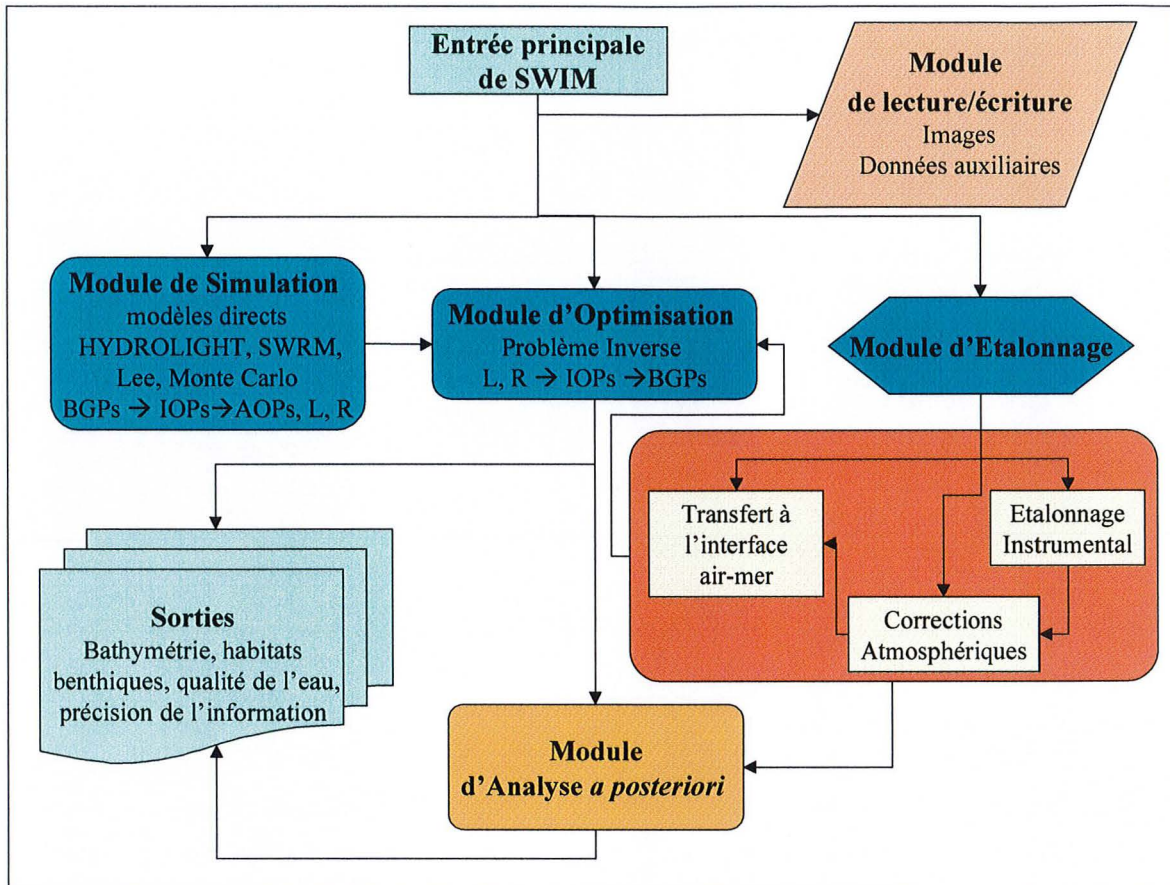 Entrée principale
de SWIM
Module
de lecture/écriture
Images
Données auxiliaires
Module de Simulation
modèles directs
HYDROLIGHT, SWRM,
Lee, Monte Carlo
BGPs → IOPs→AOPs, L, R
Module d'Optimisation
Problème Inverse
L, R → IOPs →BGPs
Module d'Etalonnage
Transfert à
l'interface
air-mer
Etalonnage
Instrumental
Corrections
Atmosphériques
Sorties
Bathymétrie, habitats
benthiques, qualité de l'eau,
précision de l'information
Module
d'Analyse a posteriori